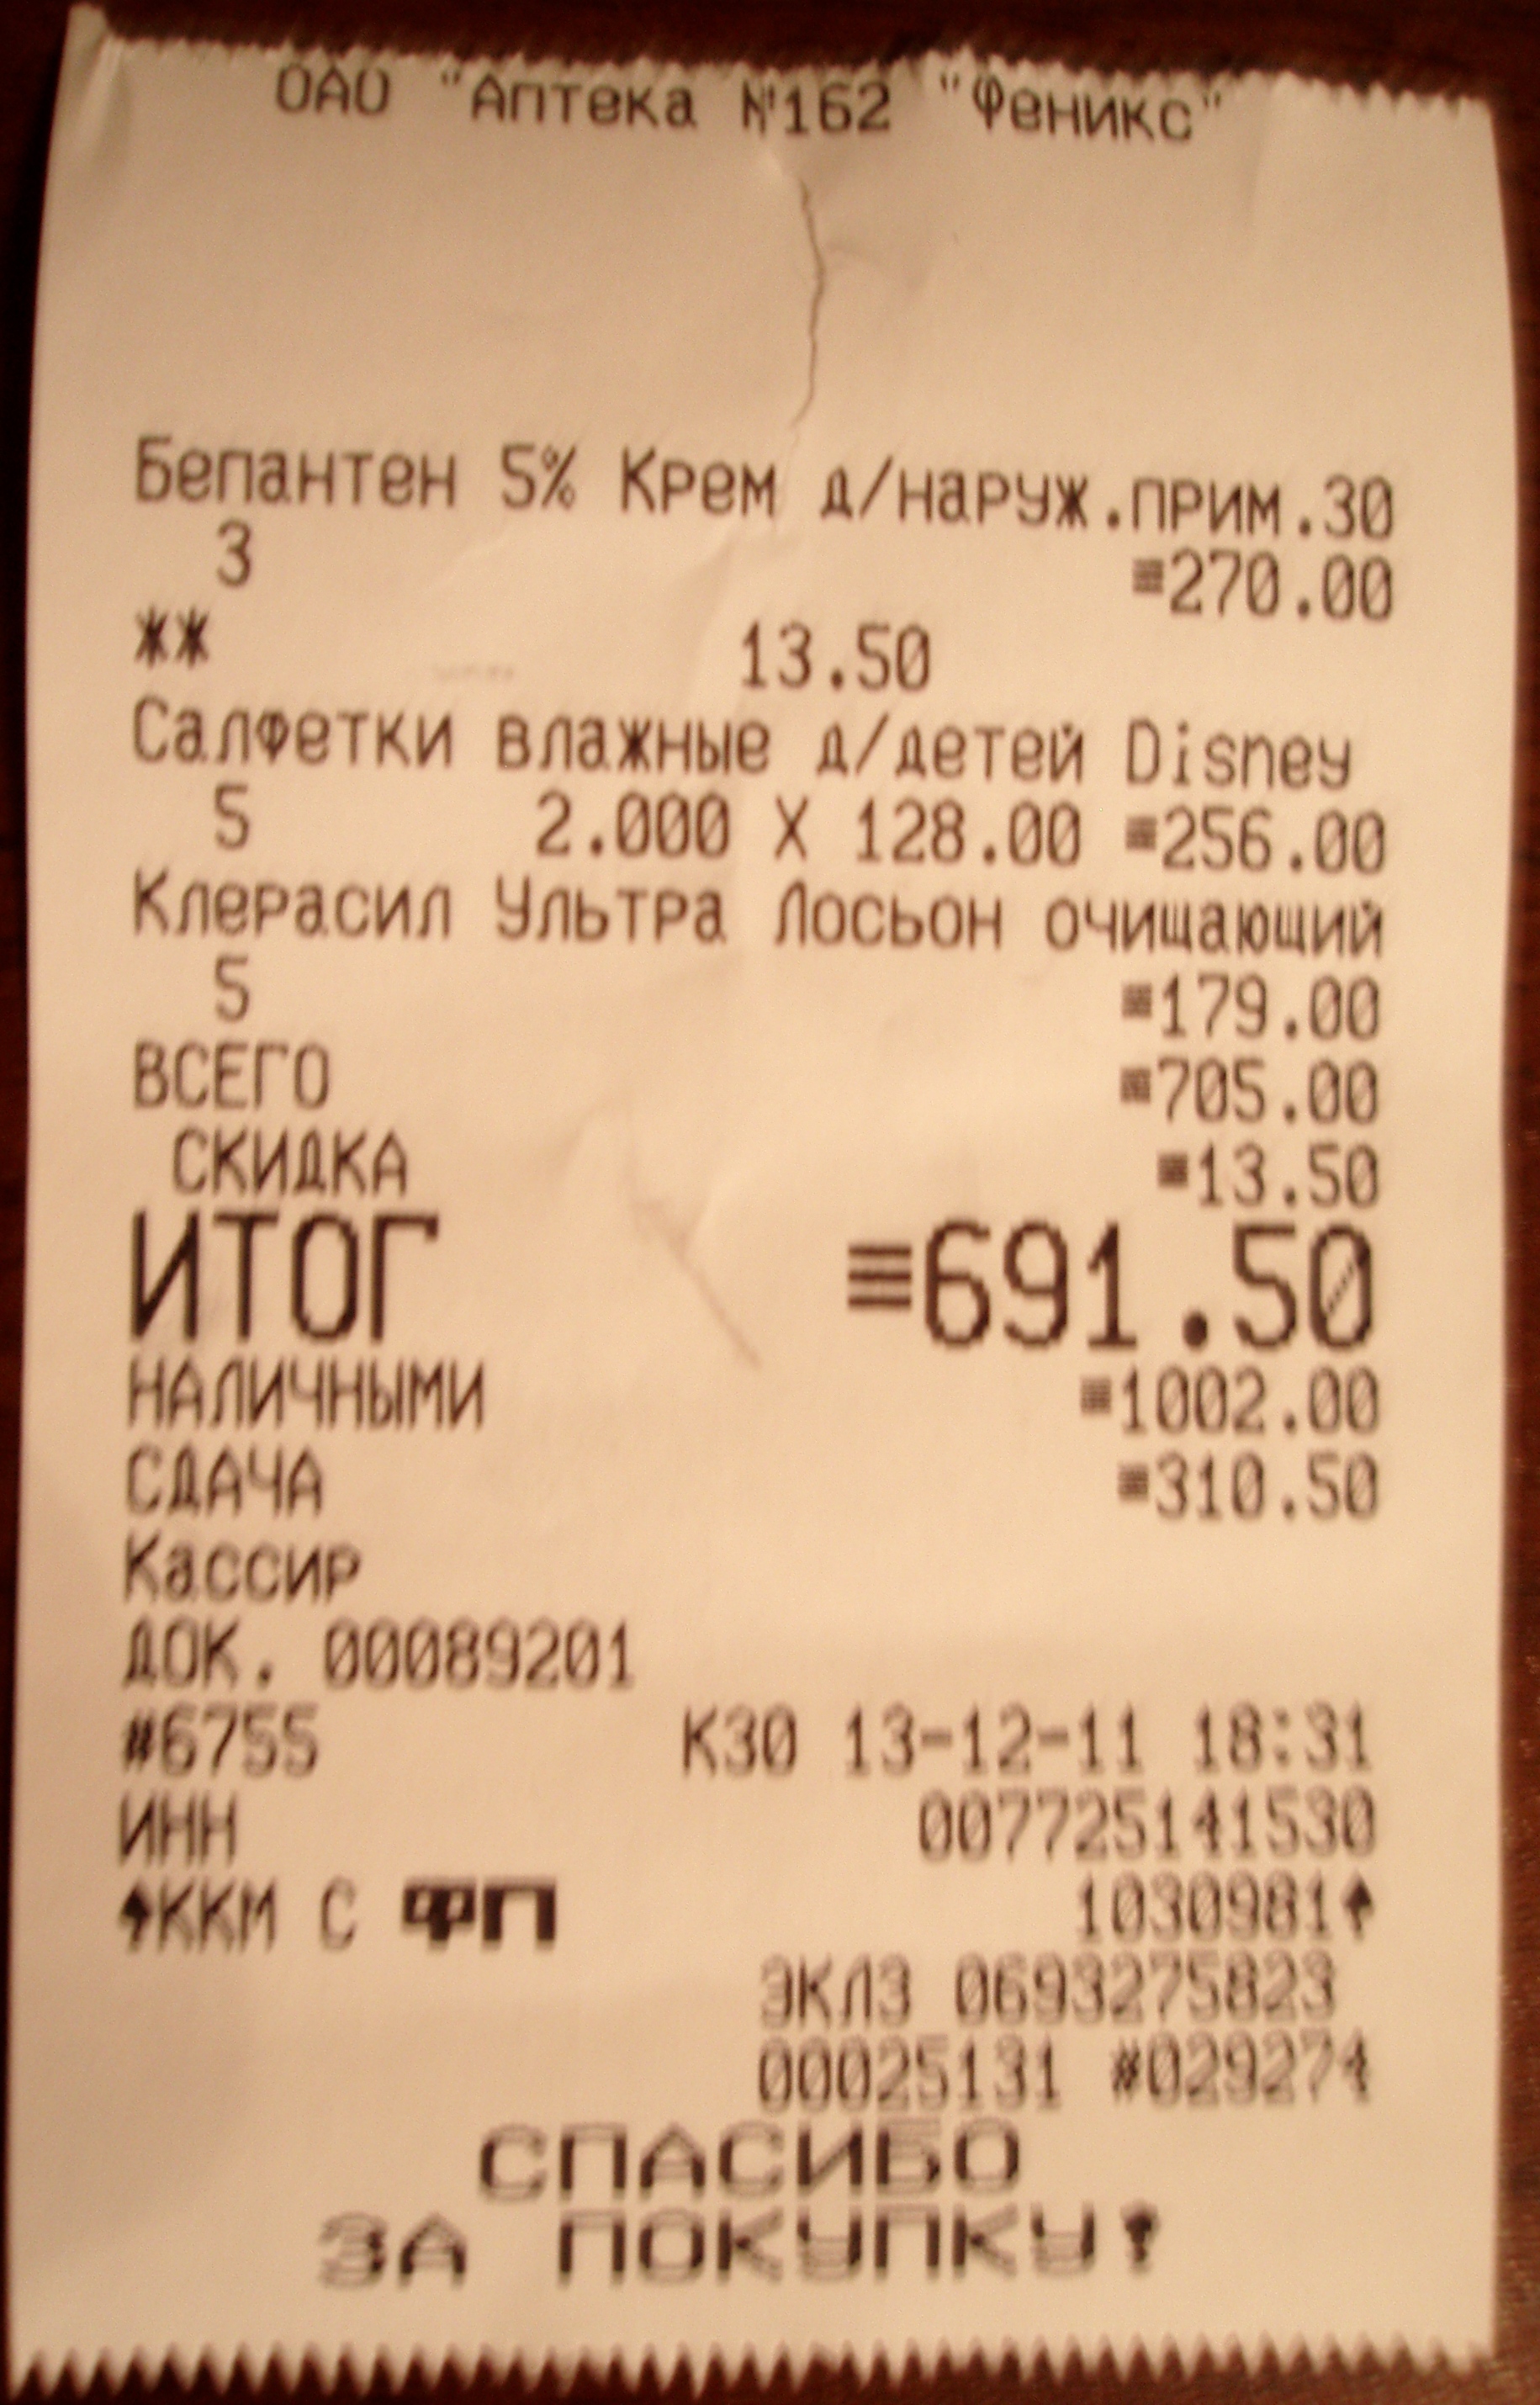 ОАО "Аптека №162 "Феникс"
Бепантен 5% Крем д/наруж.прим.30
3 ≡270.00
** 13.50
Салфетки влажные д/детей Disney
5 2.000 X 128.00 ≡256.00
Клерасил Ультра Лосьон очищающий
5 ≡179.00
ВСЕГО ≡705.00
СКИДКА ≡13.50
ИТОГ ≡691.50
НАЛИЧНЫМИ ≡1002.00
СДАЧА ≡310.50
Кассир
ДОК. 00089201
#6755 К30 13-12-11 18:31
ИНН 007725141530
↑ККМ С ФП 1030981↑
ЭКЛЗ 0693275823
00025131 #029274
СПАСИБО
ЗА ПОКУПКУ!